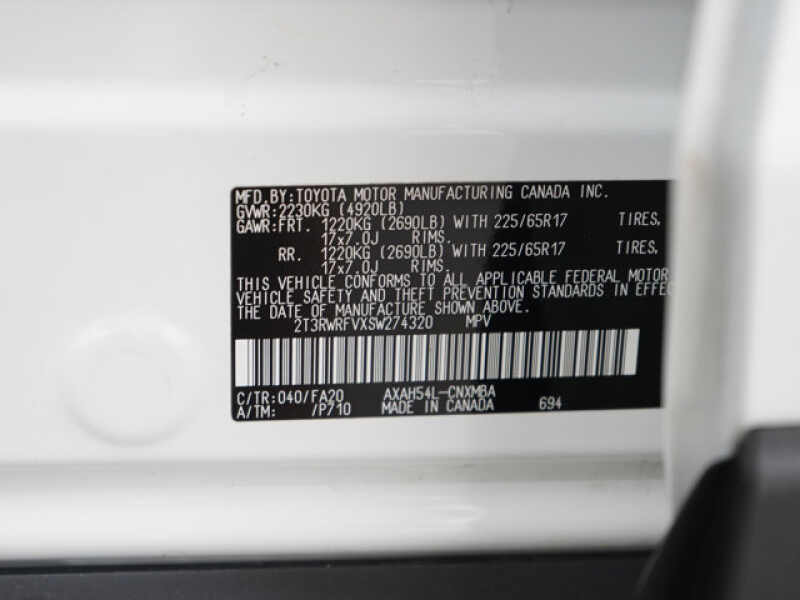 MFD.BY:TOYOTA MOTOR MANUFACTURING CANADA INC.
GVWR:2230KG (4920LB)
GAWR:FRT. 1220KG (2690LB) WITH 225/65R17 TIRES,
17x7.0J RIMS.
RR. 1220KG (2690LB) WITH 225/65R17 TIRES,
17x7.0J RIMS.
THIS VEHICLE CONFORMS TO ALL APPLICABLE FEDERAL MOTOR
VEHICLE SAFETY AND THEFT PREVENTION STANDARDS IN EFFEC
THE DATE OF MANUFACTURE SHOWN ABOVE.
2T3RWRFVXSW274320 MPV
C/TR:040/FA20 AXAH54L-CNXMBA
A/TM: /P710 MADE IN CANADA 694